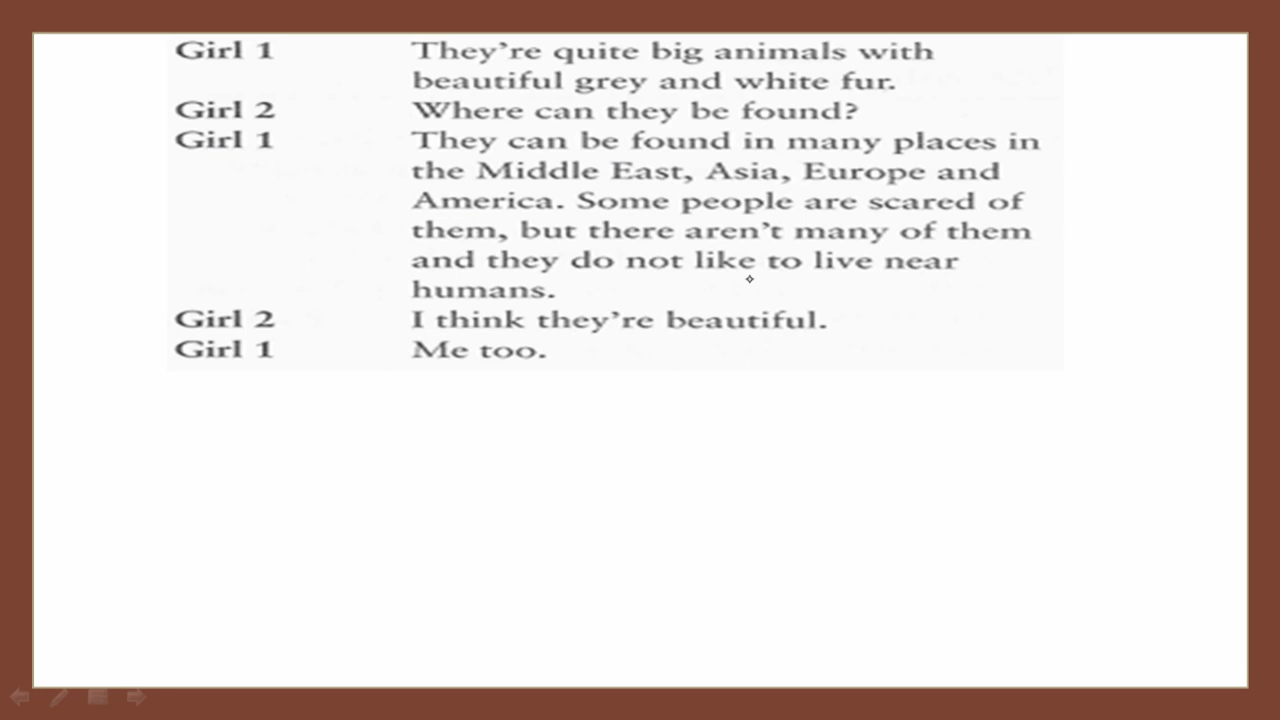 Girl 1 They're quite big animals with
beautiful grey and white fur.
Girl 2 Where can they be found?
Girl 1 They can be found in many places in
the Middle East, Asia, Europe and
America. Some people are scared of
them, but there aren't many of them
and they do not like to live near
humans.
Girl 2 I think they're beautiful.
Girl 1 Me too.